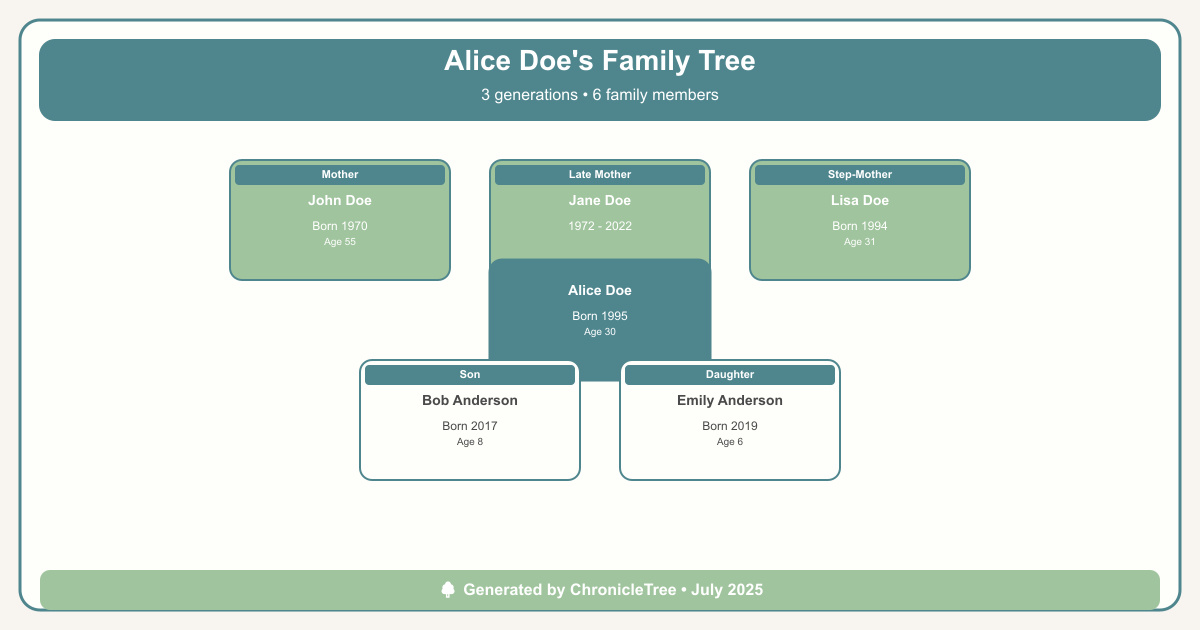 Alice Doe's Family Tree
3 generations • 6 family members
Mother
John Doe
Born 1970
Age 55
Late Mother
Jane Doe
1972 - 2022
Step-Mother
Lisa Doe
Born 1994
Age 31
Alice Doe
Born 1995
Age 30
Son
Bob Anderson
Born 2017
Age 8
Daughter
Emily Anderson
Born 2019
Age 6
Generated by ChronicleTree • July 2025